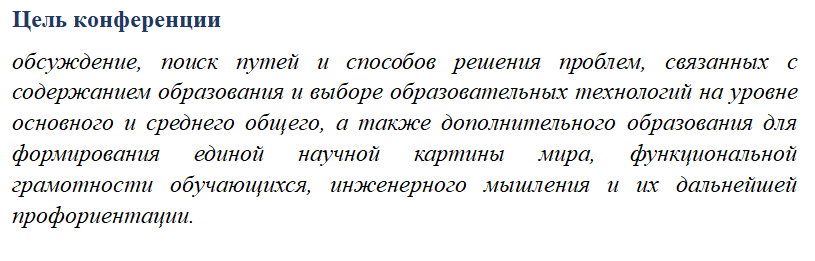 Цель конференции
обсуждение, поиск путей и способов решения проблем, связанных с
содержанием образования и выборе образовательных технологий на уровне
основного и среднего общего, а также дополнительного образования для
формирования единой научной картины мира, функциональной
грамотности обучающихся, инженерного мышления и их дальнейшей
профориентации.